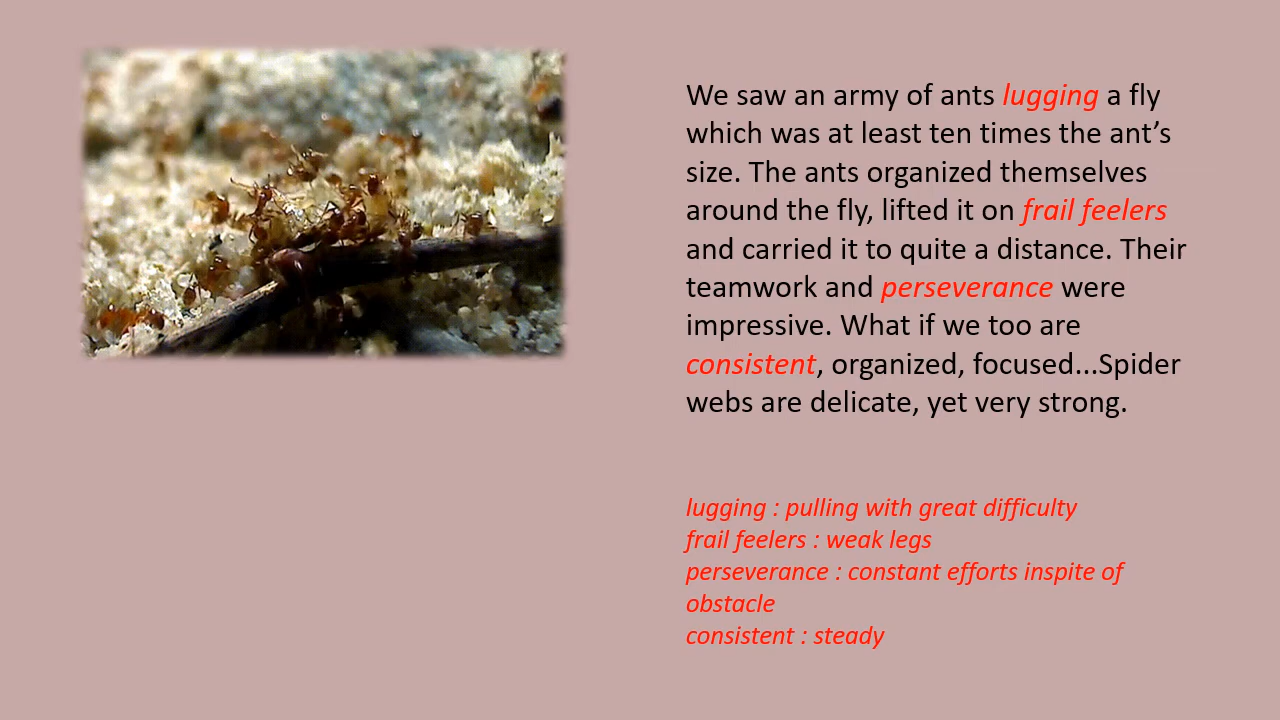 We saw an army of ants lugging a fly
which was at least ten times the ant’s
size. The ants organized themselves
around the fly, lifted it on frail feelers
and carried it to quite a distance. Their
teamwork and perseverance were
impressive. What if we too are
consistent, organized, focused...Spider
webs are delicate, yet very strong.
lugging : pulling with great difficulty
frail feelers : weak legs
perseverance : constant efforts inspite of
obstacle
consistent : steady